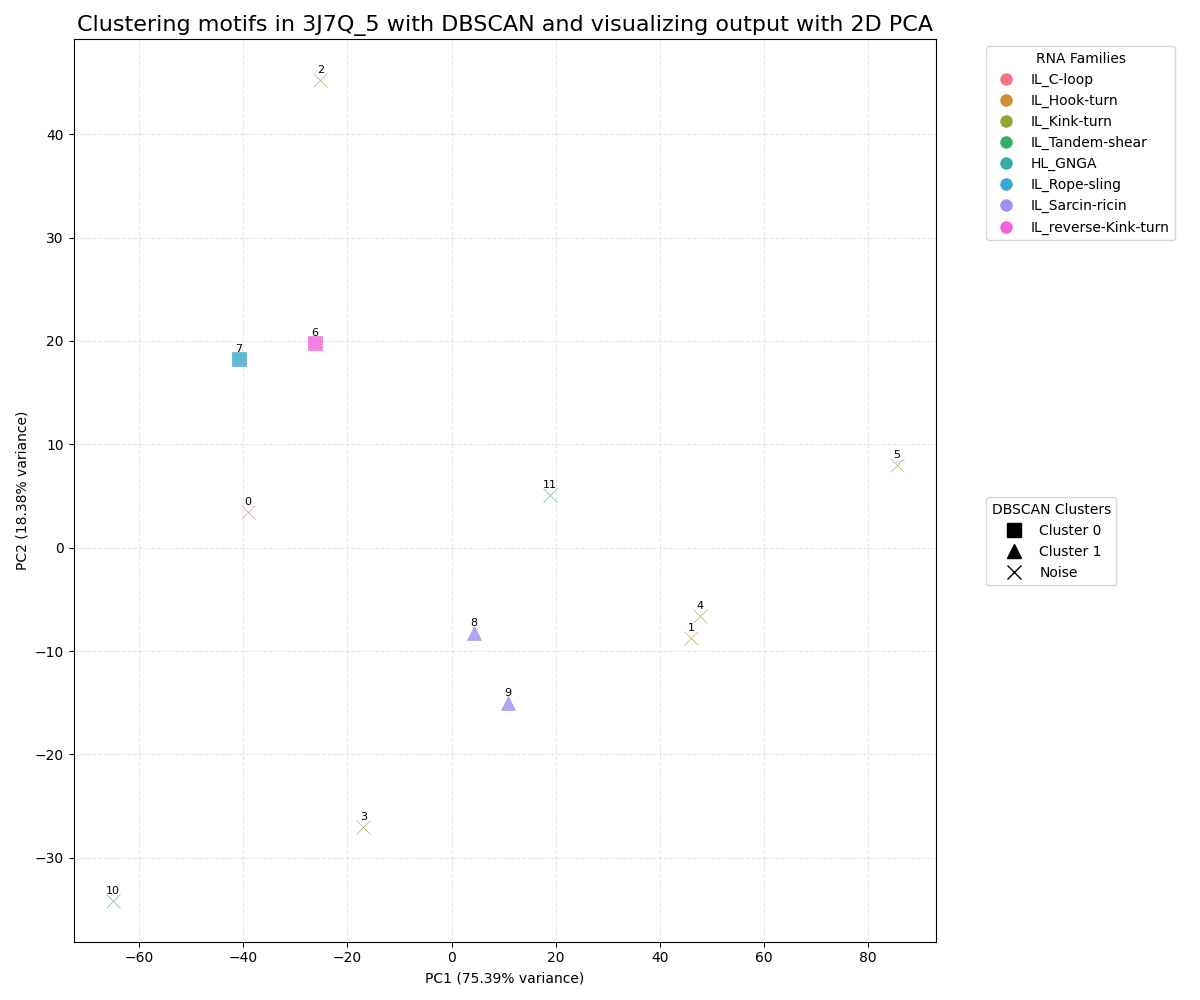 Clustering motifs in 3J7Q_5 with DBSCAN and visualizing output with 2D PCA
RNA Families
IL_C-loop
IL_Hook-turn
IL_Kink-turn
IL_Tandem-shear
HL_GNGA
IL_Rope-sling
IL_Sarcin-ricin
IL_reverse-Kink-turn
DBSCAN Clusters
Cluster 0
Cluster 1
Noise
PC2 (18.38% variance)
40
30
20
10
0
−10
−20
−30
2
6
7
5
11
0
4
1
8
9
3
10
−60
−40
−20
0
20
40
60
80
PC1 (75.39% variance)